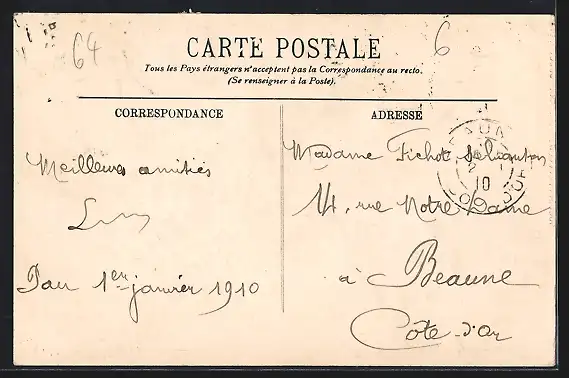 64
6
CARTE POSTALE
Tous les Pays étrangers n'acceptent pas la Correspondance au recto.
(Se renseigner à la Poste).
CORRESPONDANCE
ADRESSE
Meilleures amitiés
Pau 1er janvier 1910
Madame Fichot
14, rue Notre Dame
à Beaune
Côte-d'Or
10